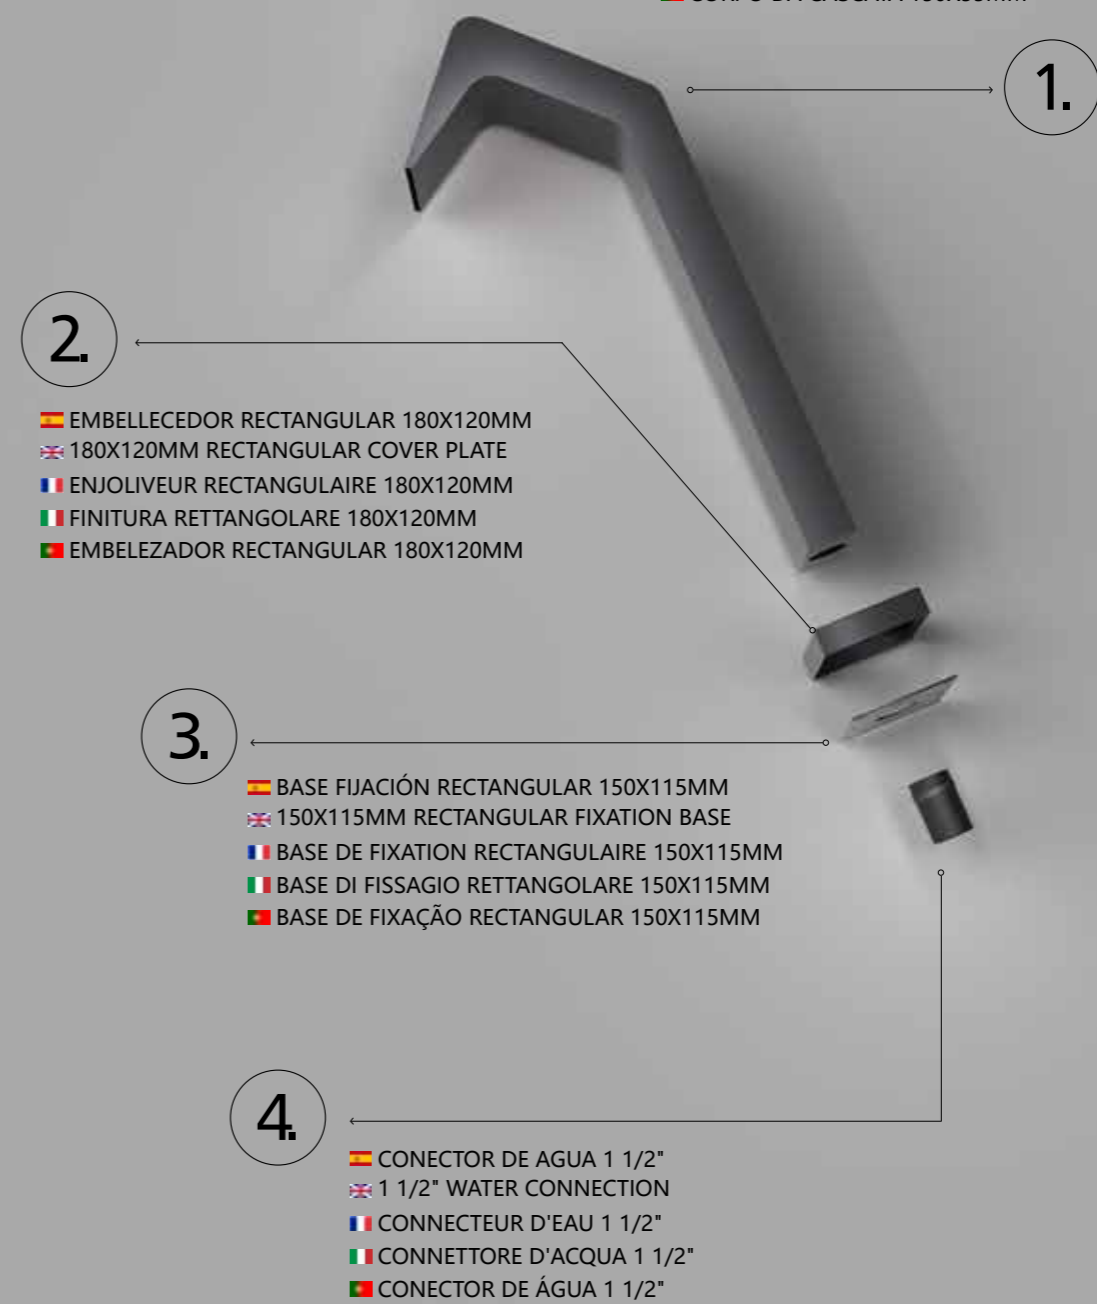 1.
2.
EMBELLECEDOR RECTANGULAR 180X120MM
180X120MM RECTANGULAR COVER PLATE
ENJOLIVEUR RECTANGULAIRE 180X120MM
FINITURA RETTANGOLARE 180X120MM
EMBELEZADOR RECTANGULAR 180X120MM
3.
BASE FIJACIÓN RECTANGULAR 150X115MM
150X115MM RECTANGULAR FIXATION BASE
BASE DE FIXATION RECTANGULAIRE 150X115MM
BASE DI FISSAGIO RETTANGOLARE 150X115MM
BASE DE FIXAÇÃO RECTANGULAR 150X115MM
4.
CONECTOR DE AGUA 1 1/2"
1 1/2" WATER CONNECTION
CONNECTEUR D'EAU 1 1/2"
CONNETTORE D'ACQUA 1 1/2"
CONECTOR DE ÁGUA 1 1/2"